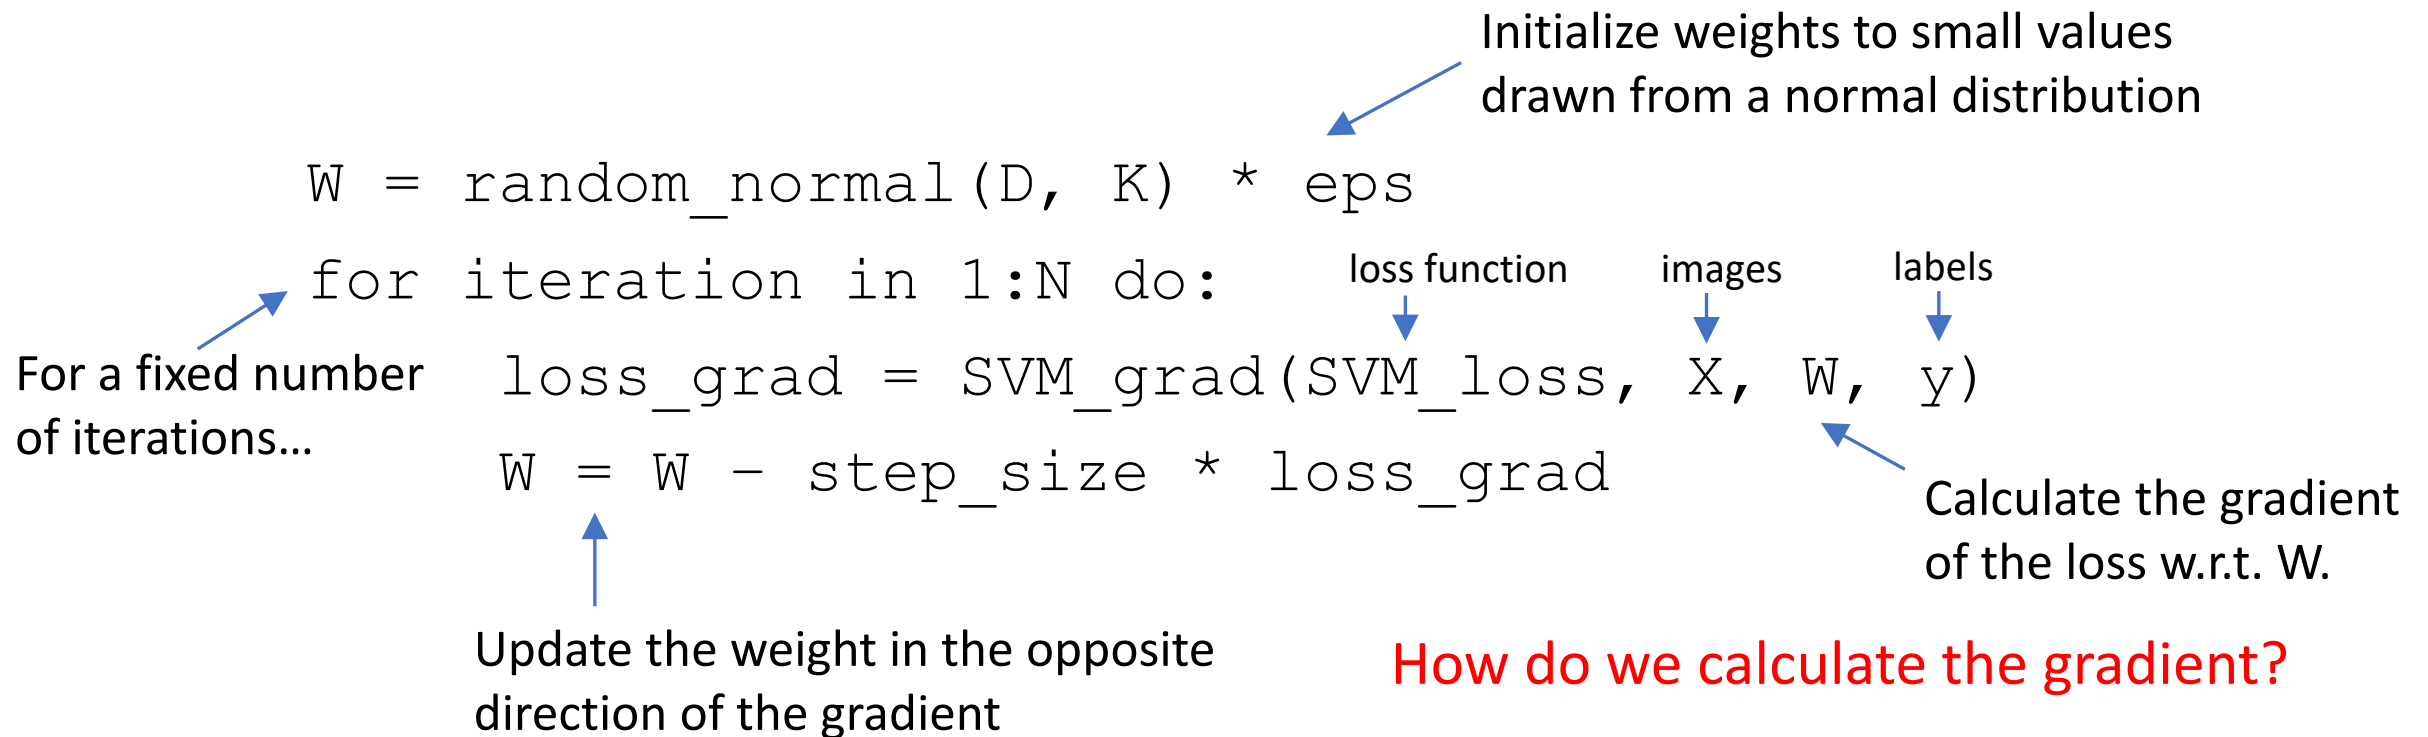 Initialize weights to small values
drawn from a normal distribution
W = random_normal(D, K) * eps
for iteration in 1:N do:
loss function
images
labels
For a fixed number
of iterations…
loss_grad = SVM_grad(SVM_loss, X, W, y)
W = W - step_size * loss_grad
Calculate the gradient
of the loss w.r.t. W.
Update the weight in the opposite
direction of the gradient
How do we calculate the gradient?